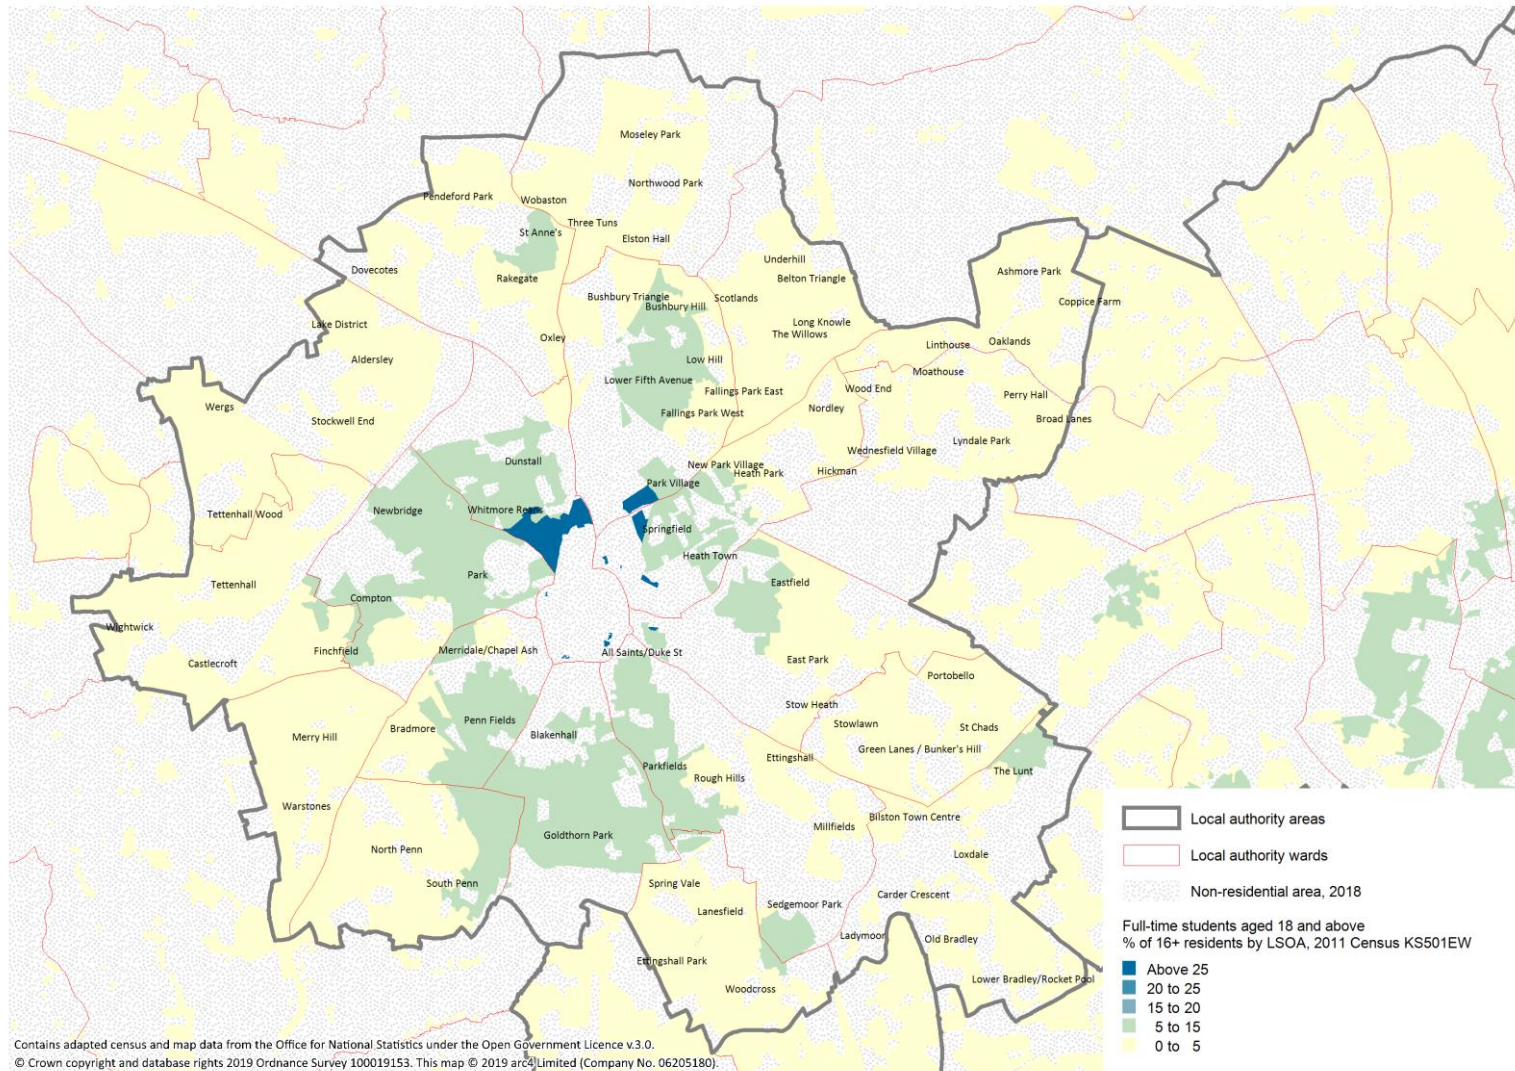 Moseley Park
Northwood Park
Pendeford Park
Wobaston
Three Tuns
St Anne's
Elston Hall
Underhill
Dovecotes
Ashmore Park
Rakegate
Belton Triangle
Bushbury Triangle
Scotlands
Coppice Farm
Bushbury Hill
Lake District
Long Knowle
The Willows
Oxley
Linthouse
Oaklands
Aldersley
Low Hill
Moathouse
Lower Fifth Avenue
Wood End
Fallings Park East
Perry Hall
Wergs
Nordley
Stockwell End
Fallings Park West
Broad Lanes
Lyndale Park
Wednesfield Village
Dunstall
New Park Village
Heath Park
Hickman
Park Village
Newbridge
Whitmore Reans
Tettenhall Wood
Springfield
Heath Town
Park
Tettenhall
Eastfield
Compton
Wightwick
Finchfield
Merridale/Chapel Ash
All Saints/Duke St
Castlecroft
East Park
Portobello
Stow Heath
Penn Fields
Stowlawn
St Chads
Bradmore
Blakenhall
Merry Hill
Green Lanes / Bunker's Hill
Ettingshall
Parkfields
The Lunt
Rough Hills
Warstones
Bilston Town Centre
Millfields
Goldthorn Park
North Penn
Loxdale
South Penn
Spring Vale
Carder Crescent
Sedgemoor Park
Lanesfield
Ladymoor
Old Bradley
Ettingshall Park
Lower Bradley/Rocket Pool
Woodcross
Local authority areas
Local authority wards
Non-residential area, 2018
Full-time students aged 18 and above
% of 16+ residents by LSOA, 2011 Census KS501EW
Above 25
20 to 25
15 to 20
5 to 15
0 to 5
Contains adapted census and map data from the Office for National Statistics under the Open Government Licence v.3.0.
© Crown copyright and database rights 2019 Ordnance Survey 100019153. This map © 2019 arc4 Limited (Company No. 06205180).